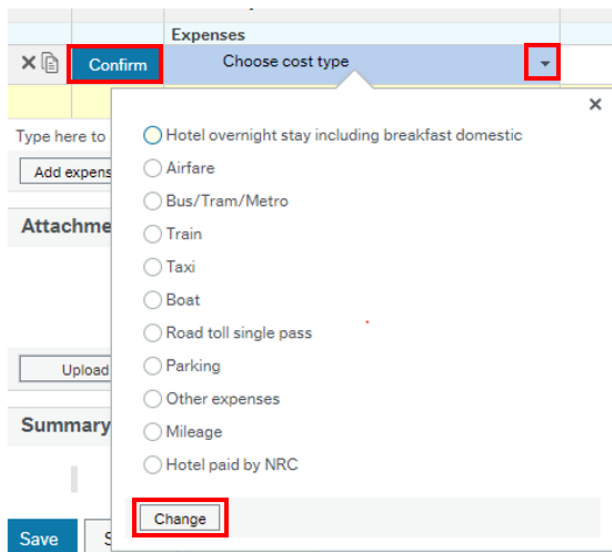 Expenses
Confirm
Choose cost type
Type here to
Add expens
Hotel overnight stay including breakfast domestic
Airfare
Bus/Tram/Metro
Attachme
Train
Taxi
Boat
Road toll single pass
Upload
Parking
Other expenses
Summary
Mileage
Hotel paid by NRC
Change
Save
S